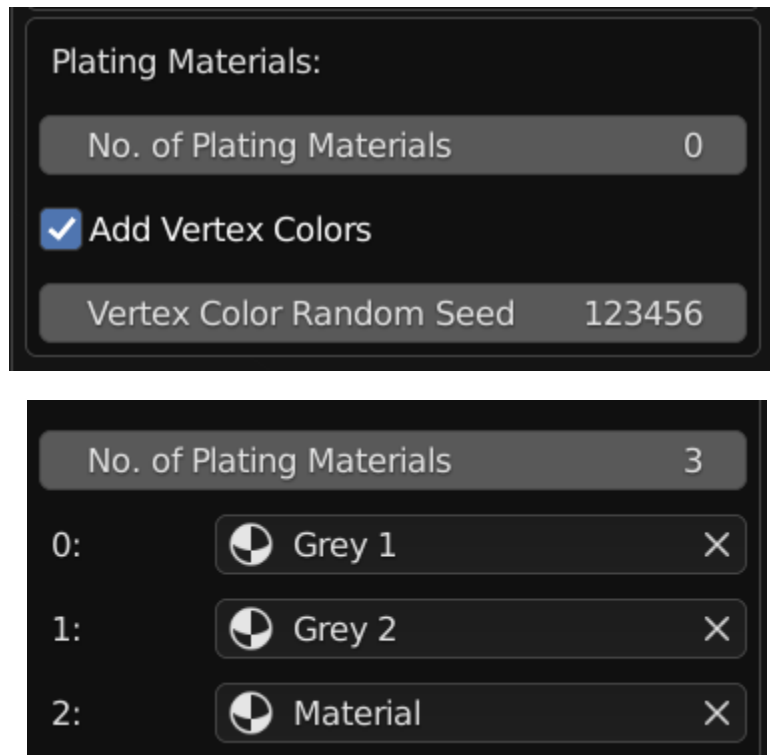 Plating Materials:
No. of Plating Materials 0
Add Vertex Colors
Vertex Color Random Seed 123456
No. of Plating Materials 3
0: Grey 1
1: Grey 2
2: Material